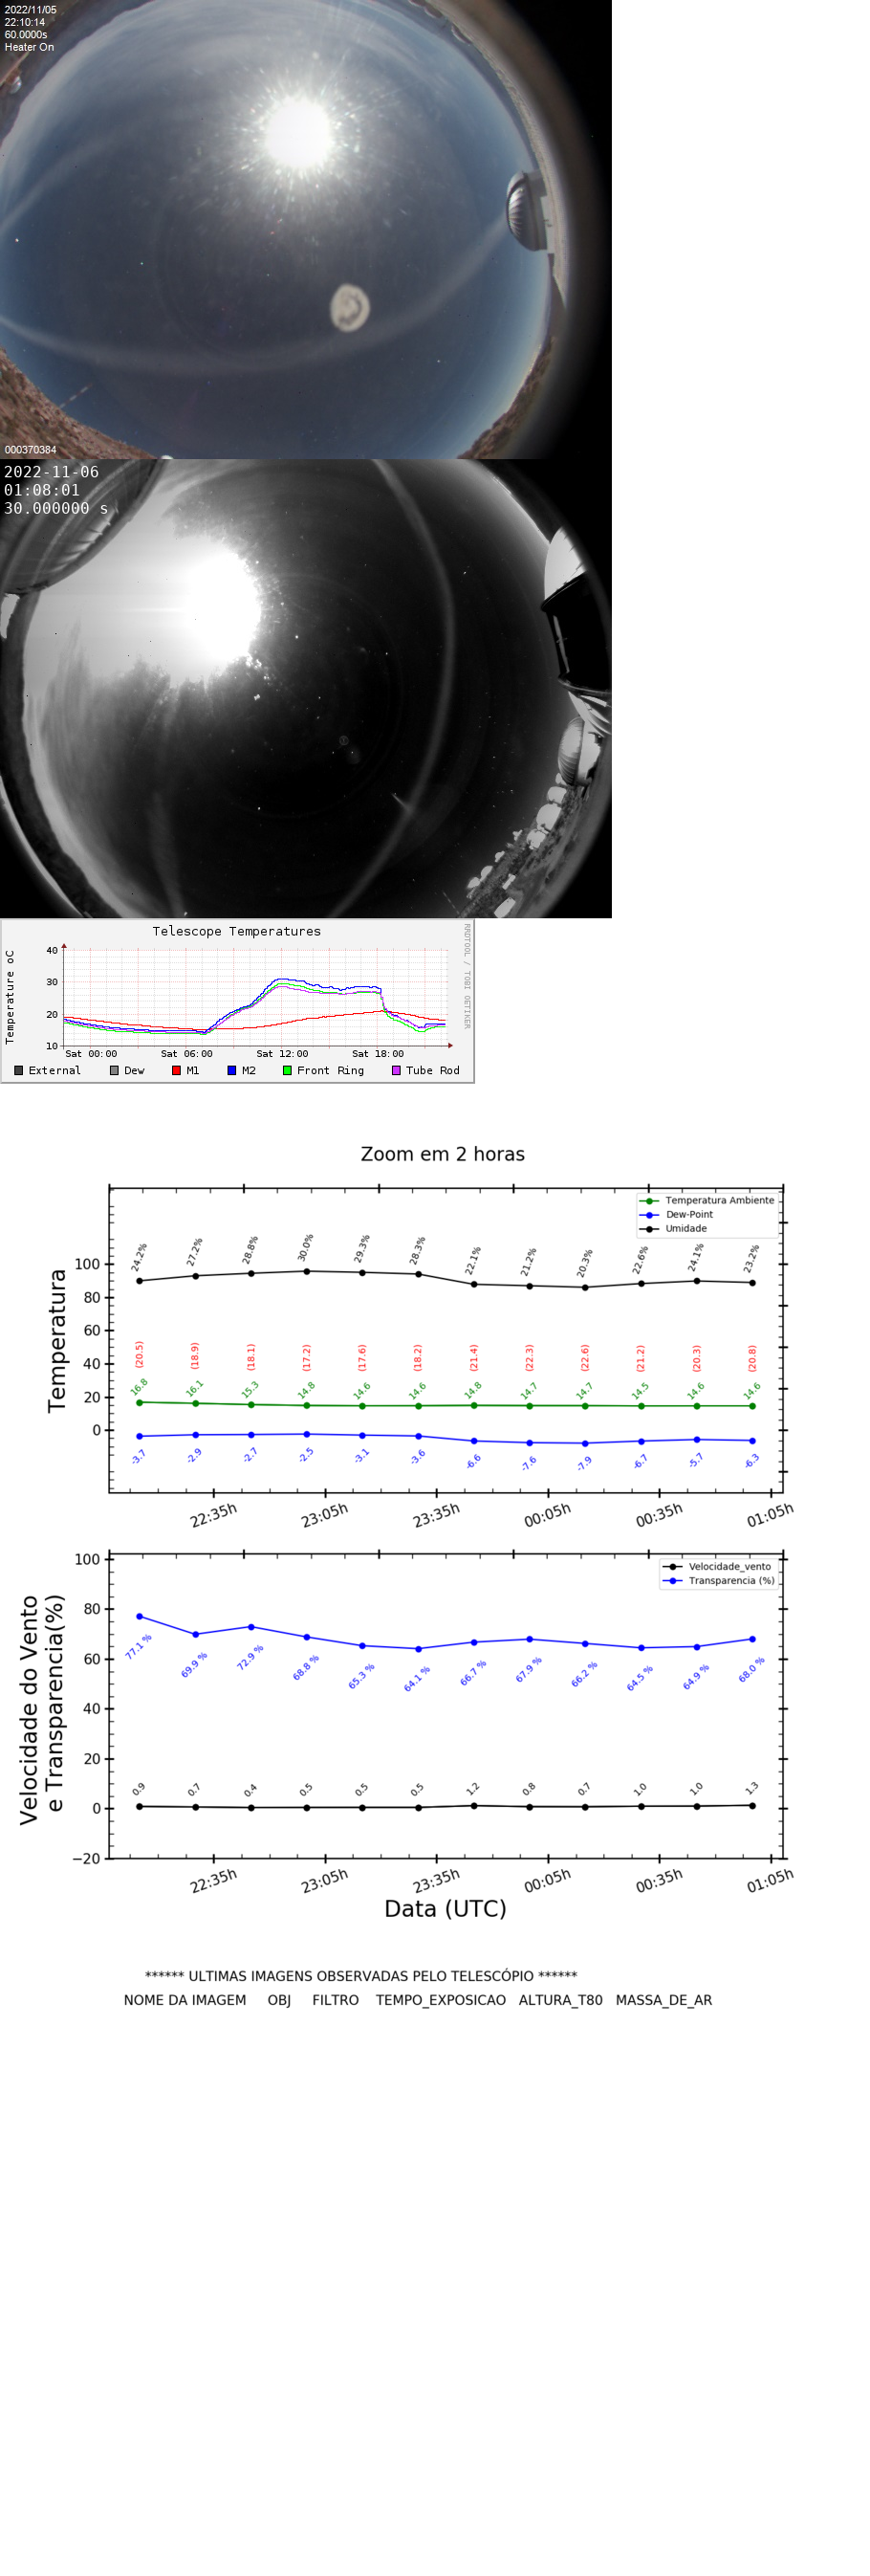 2022/11/05
22:10:14
60.0000s
Heater On
000370384
2022-11-06
01:08:01
30.000000 s
Telescope Temperatures
RRDTOOL / TOBI OETIKER
Temperature oC
40
30
20
10
Sat 00:00 Sat 06:00 Sat 12:00 Sat 18:00
External Dew M1 M2 Front Ring Tube Rod
Zoom em 2 horas
Temperatura Ambiente
Dew-Point
Umidade
Temperatura
100
80
60
40
20
0
24.2% 27.2% 28.8% 30.0% 29.3% 28.3% 22.1% 21.2% 20.3% 22.6% 24.1% 23.2%
(20.5) (18.9) (18.1) (17.2) (17.6) (18.2) (21.4) (22.3) (22.6) (21.2) (20.3) (20.8)
16.8 16.1 15.3 14.8 14.6 14.6 14.8 14.7 14.7 14.5 14.6 14.6
-3.7 -2.9 -2.7 -2.5 -3.1 -3.6 -6.6 -7.6 -7.9 -6.7 -5.7 -6.3
22:35h 23:05h 23:35h 00:05h 00:35h 01:05h
Velocidade_vento
Transparencia (%)
Velocidade do Vento
e Transparencia(%)
100
80
60
40
20
0
−20
77.1 % 69.9 % 72.9 % 68.8 % 65.3 % 64.1 % 66.7 % 67.9 % 66.2 % 64.5 % 64.9 % 68.0 %
0.9 0.7 0.4 0.5 0.5 0.5 1.2 0.8 0.7 1.0 1.0 1.3
22:35h 23:05h 23:35h 00:05h 00:35h 01:05h
Data (UTC)
****** ULTIMAS IMAGENS OBSERVADAS PELO TELESCÓPIO ******
NOME DA IMAGEM OBJ FILTRO TEMPO_EXPOSICAO ALTURA_T80 MASSA_DE_AR